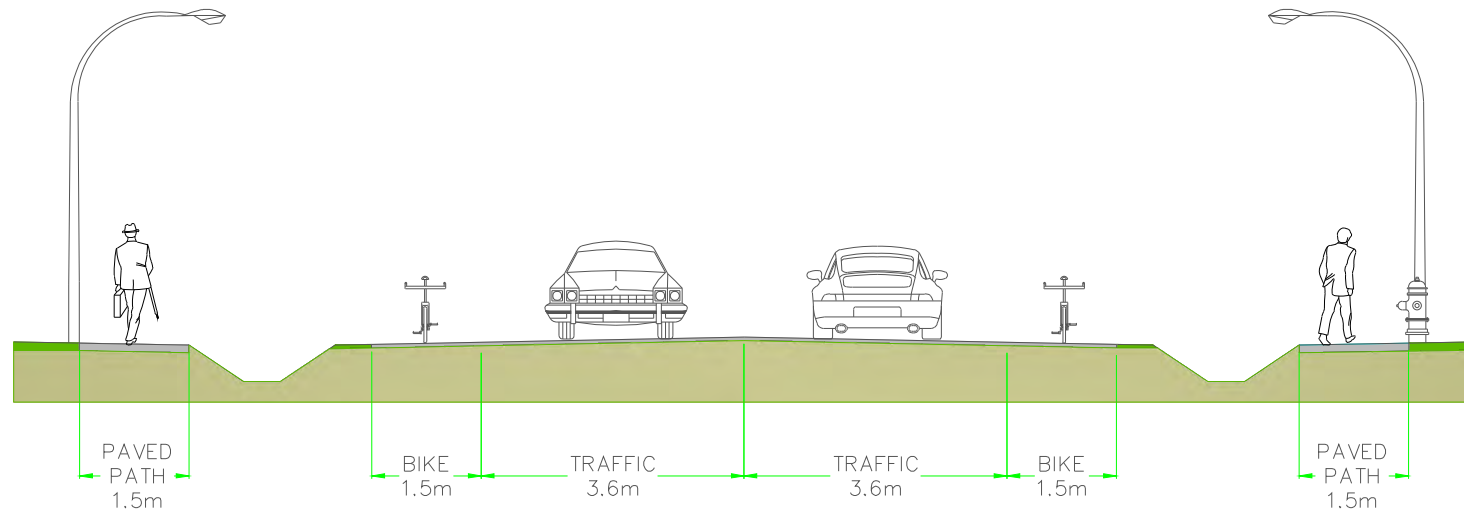 PAVED
PATH
1.5m
BIKE
1.5m
TRAFFIC
3.6m
TRAFFIC
3.6m
BIKE
1.5m
PAVED
PATH
1.5m